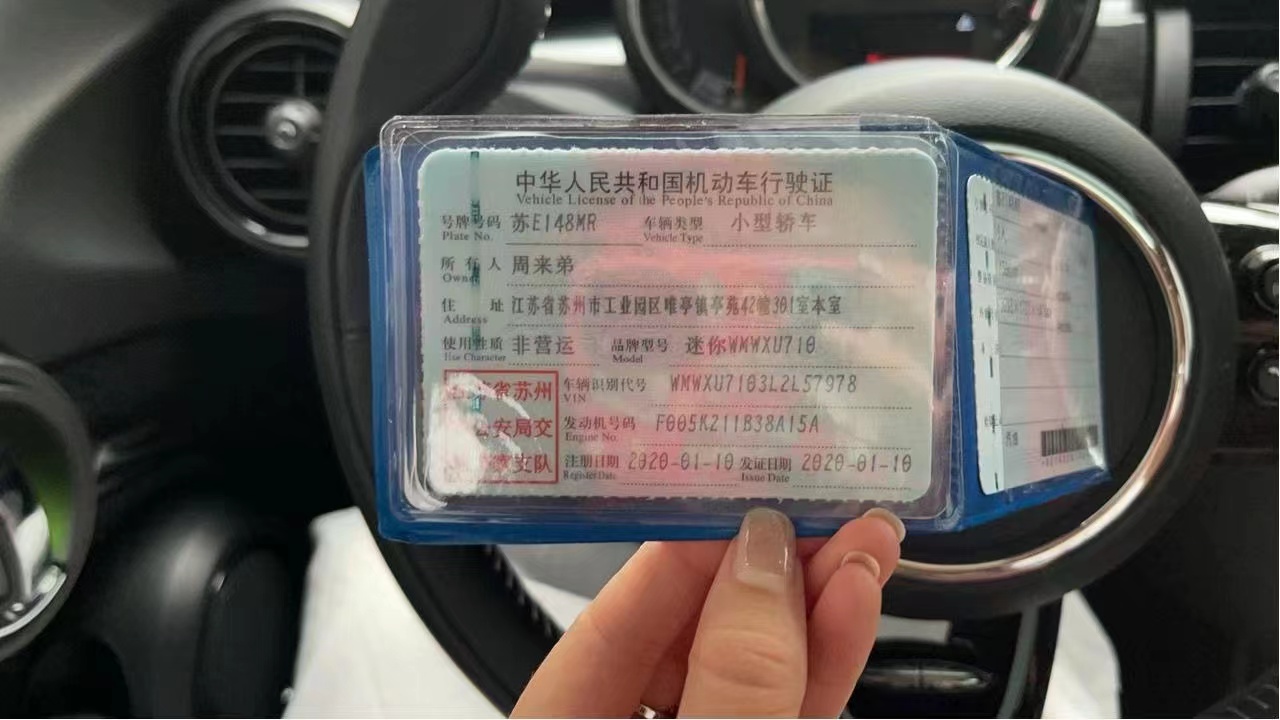 中华人民共和国机动车行驶证
Vehicle License of the People's Republic of China
号牌号码 苏E148MR 车辆类型 小型轿车
Plate No. Vehicle Type
所有人 周来弟
Owner
住址 江苏省苏州市工业园区唯亭镇亭苑42幢301室本室
Address
使用性质 非营运 品牌型号 迷你WMWXU710
Use Character Model
省苏州 车辆识别代号 WMWXU7103L2L57978
VIN
公安局交 发动机号码 F005K211B38A15A
Engine No.
支队 注册日期 2020-01-10 发证日期 2020-01-10
Register Date Issue Date